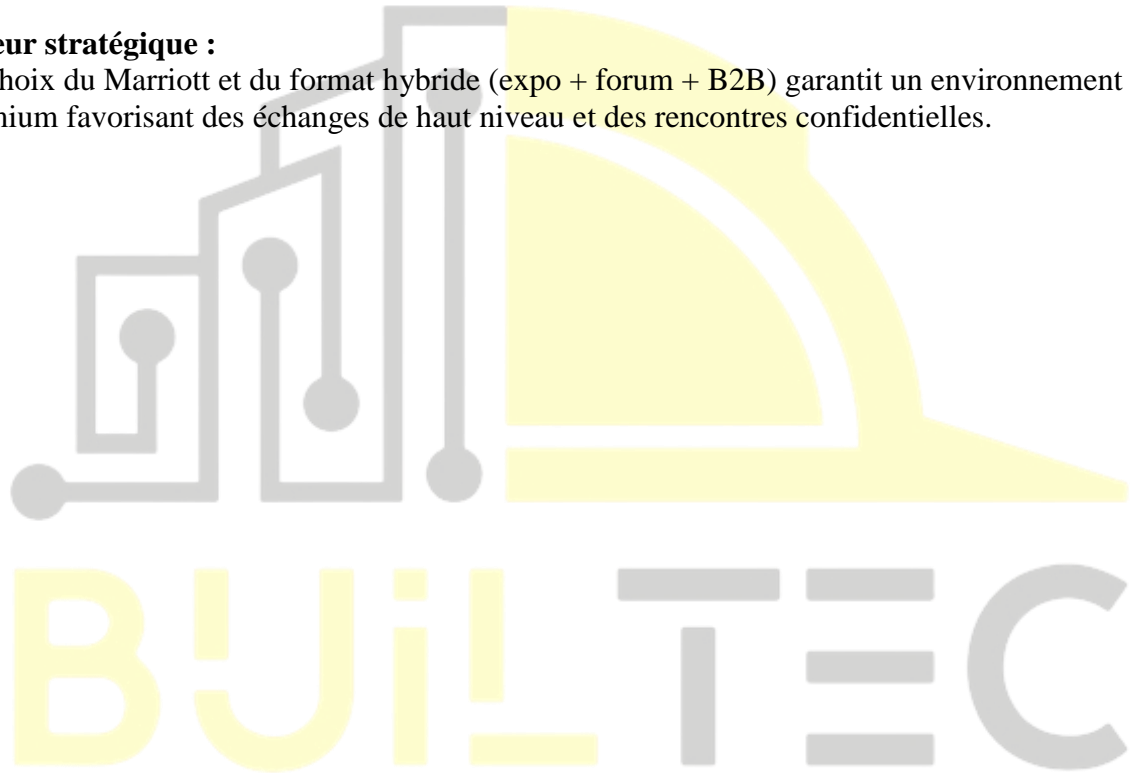 eur stratégique :
hoix du Marriott et du format hybride (expo + forum + B2B) garantit un environnement
nium favorisant des échanges de haut niveau et des rencontres confidentielles.
BUiLTEC